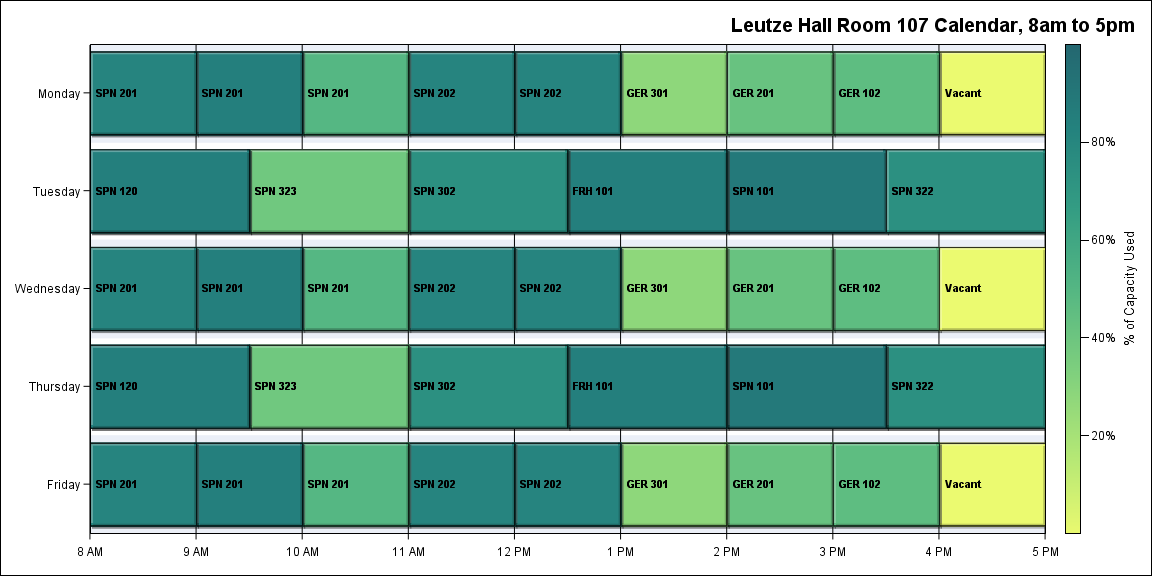 Leutze Hall Room 107 Calendar, 8am to 5pm
Monday
SPN 201
SPN 201
SPN 201
SPN 202
SPN 202
GER 301
GER 201
GER 102
Vacant
Tuesday
SPN 120
SPN 323
SPN 302
FRH 101
SPN 101
SPN 322
Wednesday
SPN 201
SPN 201
SPN 201
SPN 202
SPN 202
GER 301
GER 201
GER 102
Vacant
Thursday
SPN 120
SPN 323
SPN 302
FRH 101
SPN 101
SPN 322
Friday
SPN 201
SPN 201
SPN 201
SPN 202
SPN 202
GER 301
GER 201
GER 102
Vacant
8 AM
9 AM
10 AM
11 AM
12 PM
1 PM
2 PM
3 PM
4 PM
5 PM
80%
60%
40%
20%
% of Capacity Used